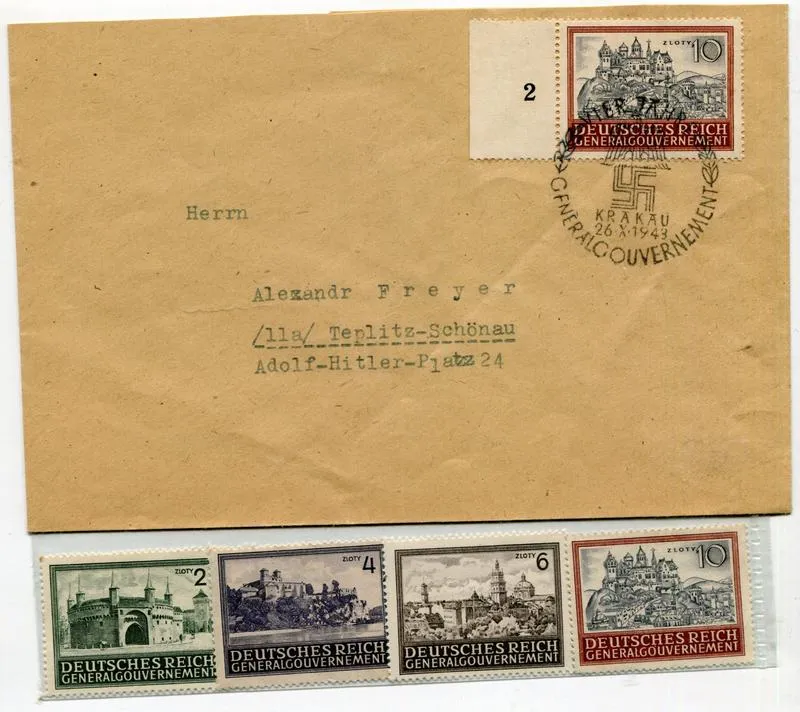 ZLOTY 10
2
DEUTSCHES REICH
GENERALGOUVERNEMENT
VIER JAHRE
KRAKAU
26·X·1943
GENERALGOUVERNEMENT
Herrn
Alexandr Freyer
/11a/ Teplitz-Schönau
Adolf-Hitler-Platz 24
ZLOTY 2
DEUTSCHES REICH
GENERALGOUVERNEMENT
ZLOTY 4
DEUTSCHES REICH
GENERALGOUVERNEMENT
ZLOTY 6
DEUTSCHES REICH
GENERALGOUVERNEMENT
ZLOTY 10
DEUTSCHES REICH
GENERALGOUVERNEMENT